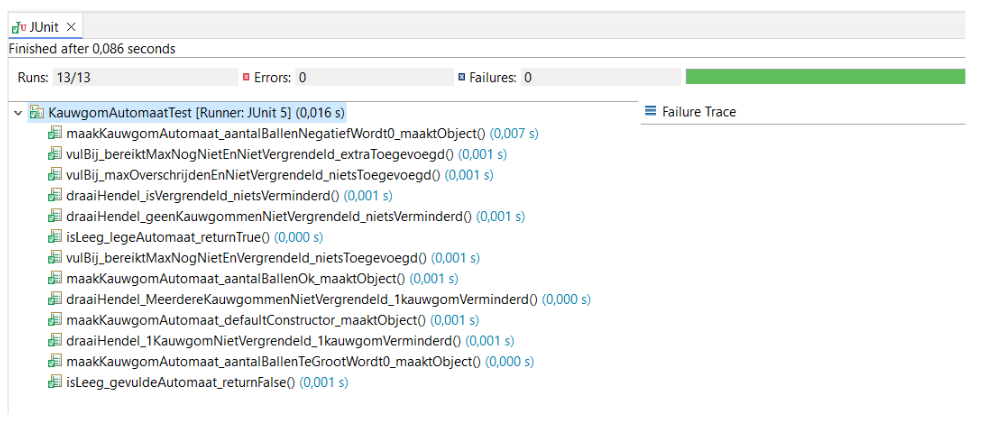 JUnit
Finished after 0,086 seconds
Runs: 13/13 Errors: 0 Failures: 0
KauwgomAutomaatTest [Runner: JUnit 5] (0,016 s) Failure Trace
maakKauwgomAutomaat_aantalBallenNegatiefWordt0_maaktObject() (0,007 s)
vulBij_bereiktMaxNogNietEnNietVergrendeld_extraToegevoegd() (0,001 s)
vulBij_maxOverschrijdenEnNietVergrendeld_nietsToegevoegd() (0,001 s)
draaiHendel_isVergrendeld_nietsVerminderd() (0,001 s)
draaiHendel_geenKauwgommenNietVergrendeld_nietsVerminderd() (0,001 s)
isLeeg_legeAutomaat_returnTrue() (0,000 s)
vulBij_bereiktMaxNogNietEnVergrendeld_nietsToegevoegd() (0,001 s)
maakKauwgomAutomaat_aantalBallenOk_maaktObject() (0,001 s)
draaiHendel_MeerdereKauwgommenNietVergrendeld_1kauwgomVerminderd() (0,000 s)
maakKauwgomAutomaat_defaultConstructor_maaktObject() (0,001 s)
draaiHendel_1KauwgomNietVergrendeld_1kauwgomVerminderd() (0,001 s)
maakKauwgomAutomaat_aantalBallenTeGrootWordt0_maaktObject() (0,000 s)
isLeeg_gevuldeAutomaat_returnFalse() (0,001 s)